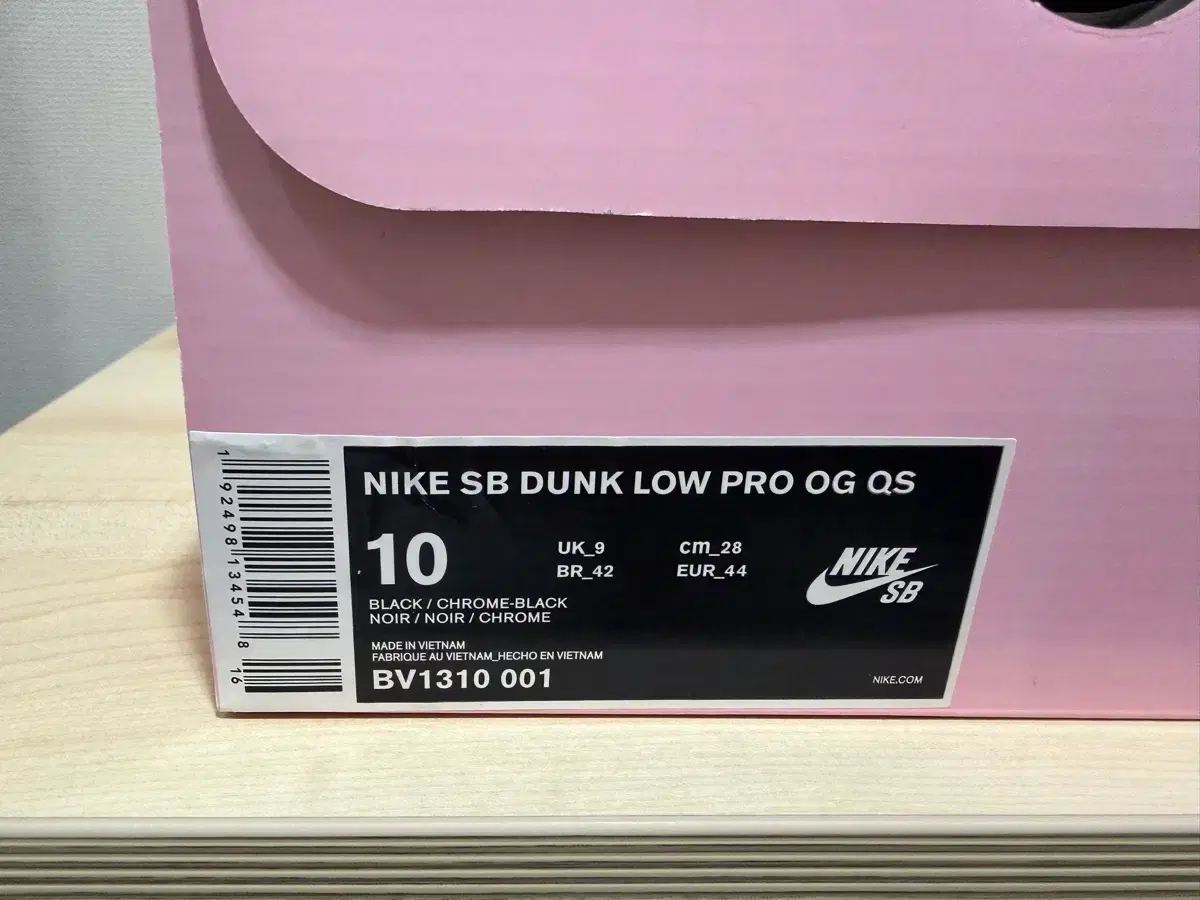 NIKE SB DUNK LOW PRO OG QS
10
UK_9 cm_28
BR_42 EUR_44
NIKE
SB
BLACK / CHROME-BLACK
NOIR / NOIR / CHROME
MADE IN VIETNAM
FABRIQUE AU VIETNAM_HECHO EN VIETNAM
BV1310 001
NIKE.COM
1 92498 13454 8 16